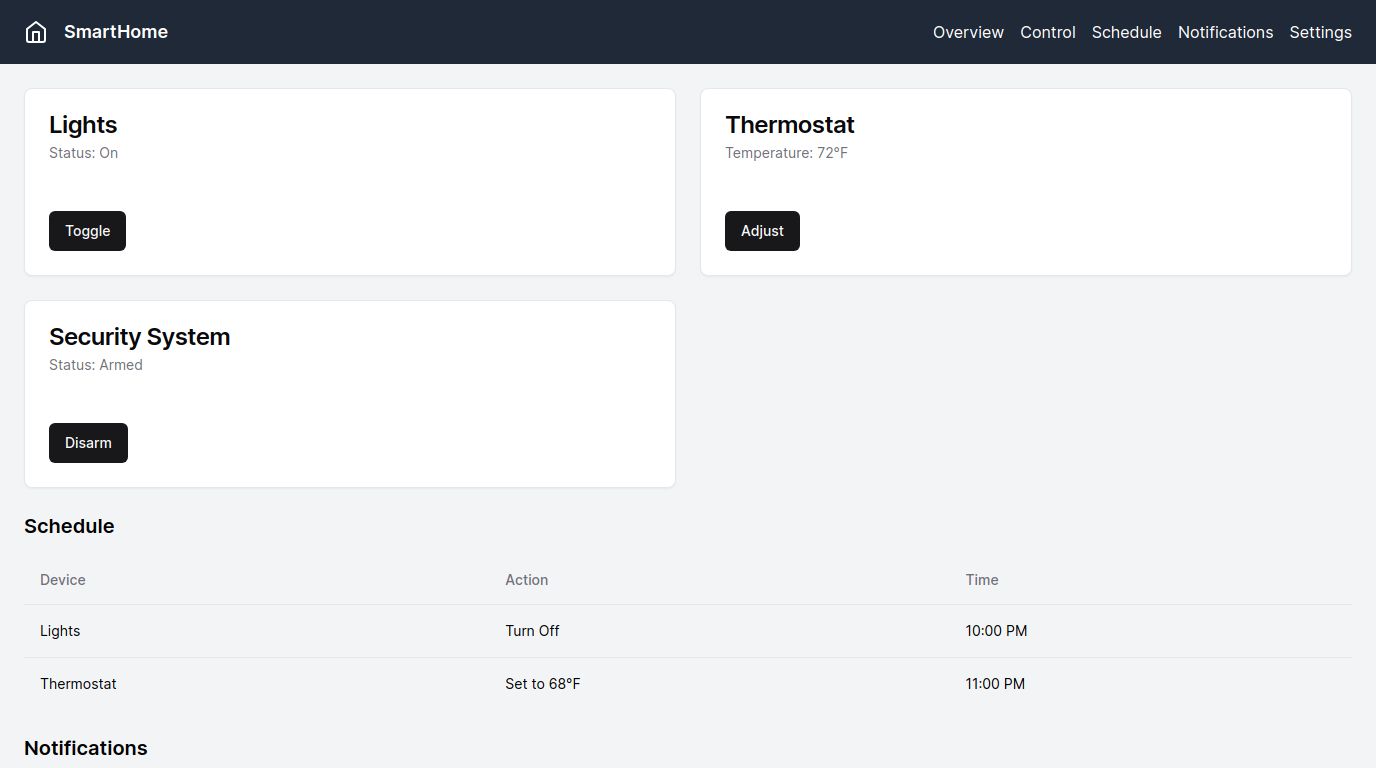 SmartHome
Overview Control Schedule Notifications Settings
Lights
Status: On
Toggle
Thermostat
Temperature: 72°F
Adjust
Security System
Status: Armed
Disarm
Schedule
Device Action Time
Lights Turn Off 10:00 PM
Thermostat Set to 68°F 11:00 PM
Notifications